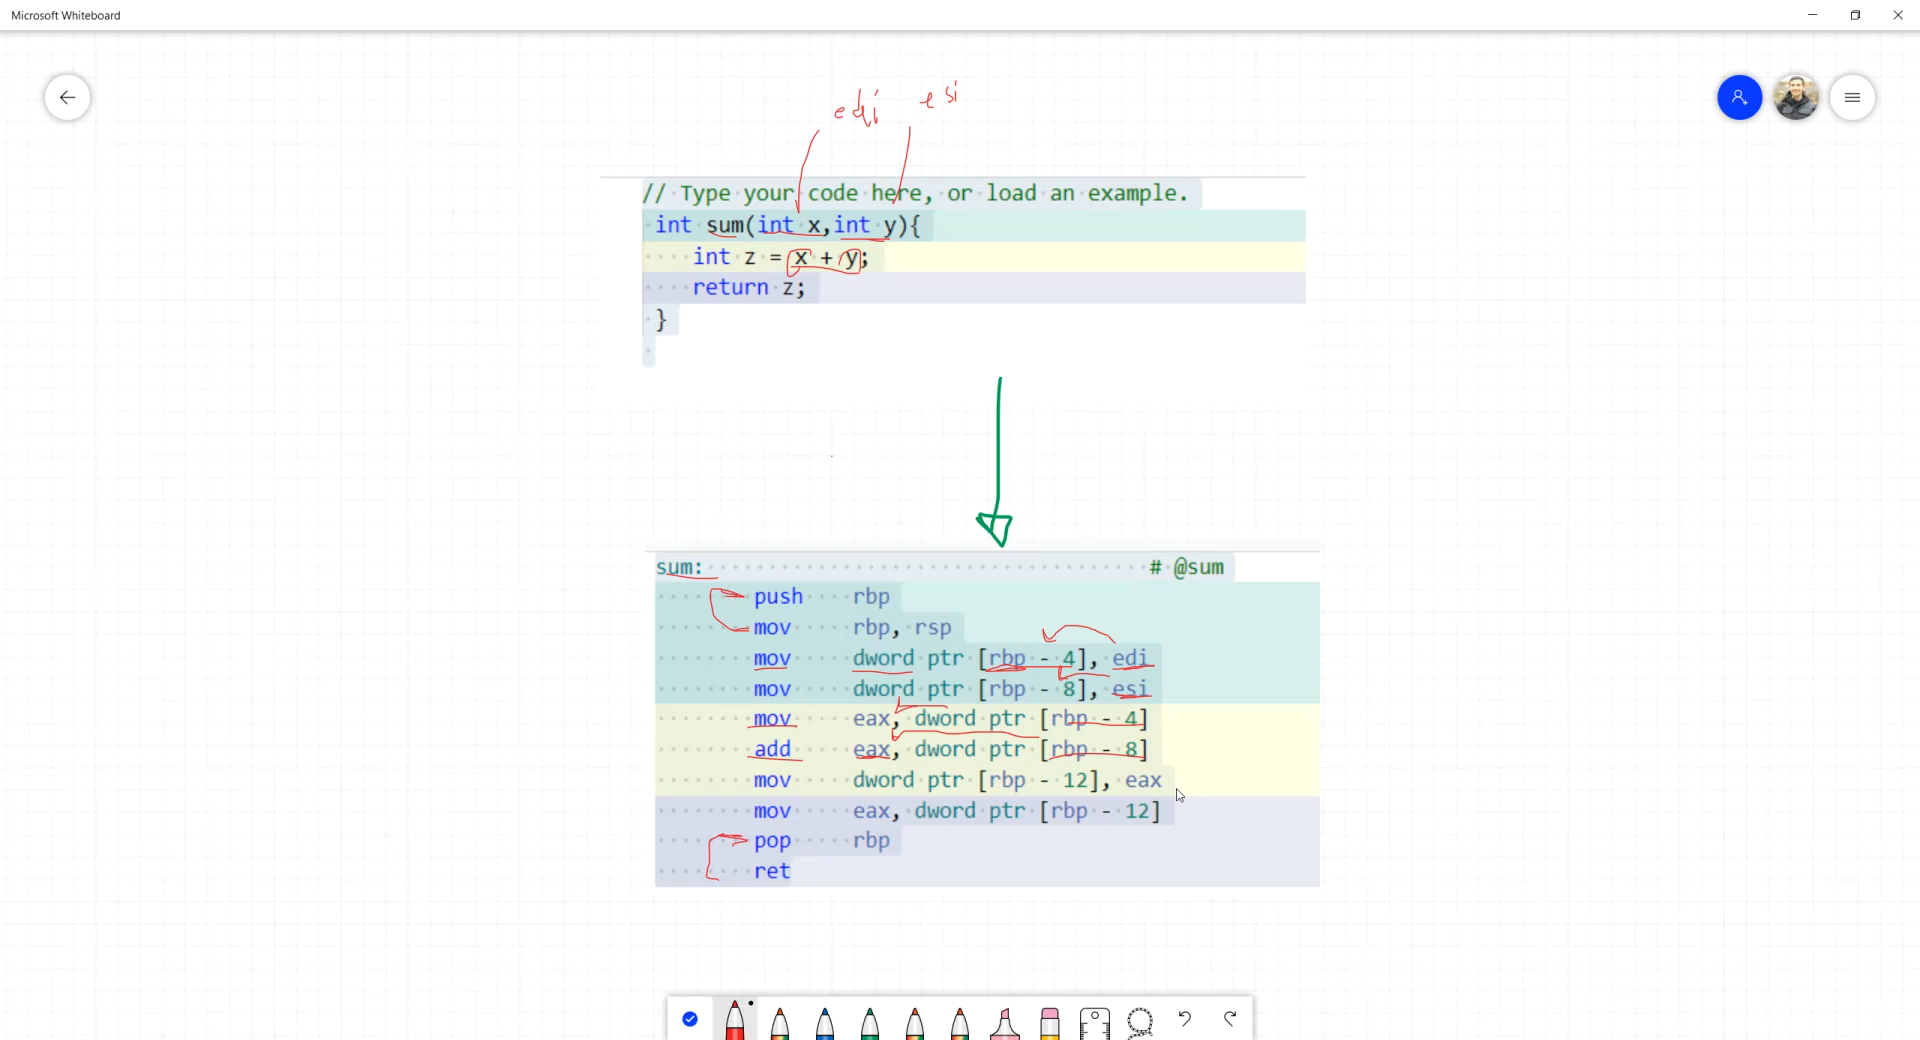 Microsoft Whiteboard
edi esi
// Type your code here, or load an example.
int sum(int x,int y){
int z = x + y;
return z;
}
sum: # @sum
push rbp
mov rbp, rsp
mov dword ptr [rbp - 4], edi
mov dword ptr [rbp - 8], esi
mov eax, dword ptr [rbp - 4]
add eax, dword ptr [rbp - 8]
mov dword ptr [rbp - 12], eax
mov eax, dword ptr [rbp - 12]
pop rbp
ret